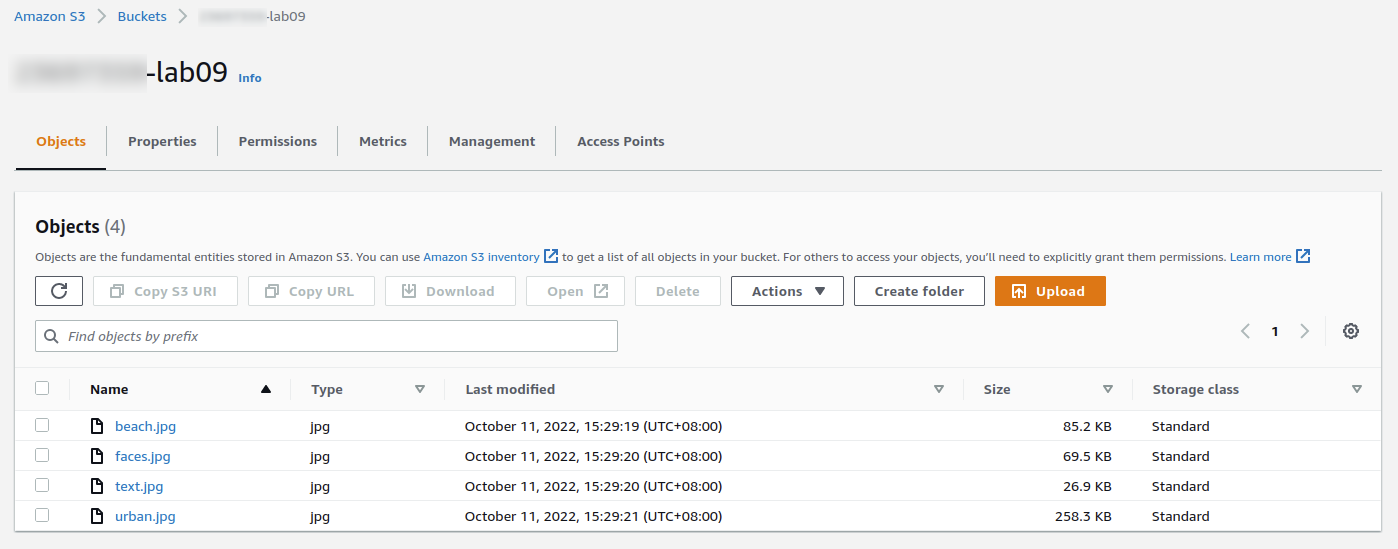 Amazon S3 Buckets -lab09
-lab09 Info
Objects Properties Permissions Metrics Management Access Points
Objects (4)
Objects are the fundamental entities stored in Amazon S3. You can use Amazon S3 inventory to get a list of all objects in your bucket. For others to access your objects, you'll need to explicitly grant them permissions. Learn more
Copy S3 URI Copy URL Download Open Delete Actions Create folder Upload
Find objects by prefix 1
Name Type Last modified Size Storage class
beach.jpg jpg October 11, 2022, 15:29:19 (UTC+08:00) 85.2 KB Standard
faces.jpg jpg October 11, 2022, 15:29:20 (UTC+08:00) 69.5 KB Standard
text.jpg jpg October 11, 2022, 15:29:20 (UTC+08:00) 26.9 KB Standard
urban.jpg jpg October 11, 2022, 15:29:21 (UTC+08:00) 258.3 KB Standard